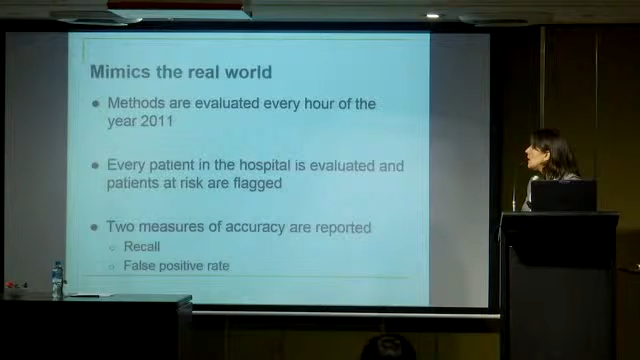 Mimics the real world
Methods are evaluated every hour of the
year 2011
Every patient in the hospital is evaluated and
patients at risk are flagged
Two measures of accuracy are reported
Recall
False positive rate